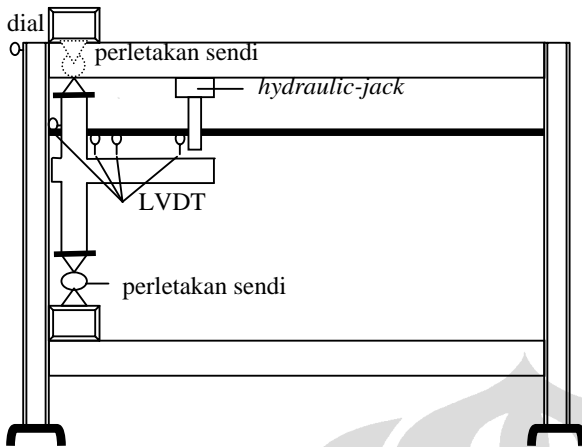 dial
perletakan sendi
hydraulic-jack
LVDT
perletakan sendi